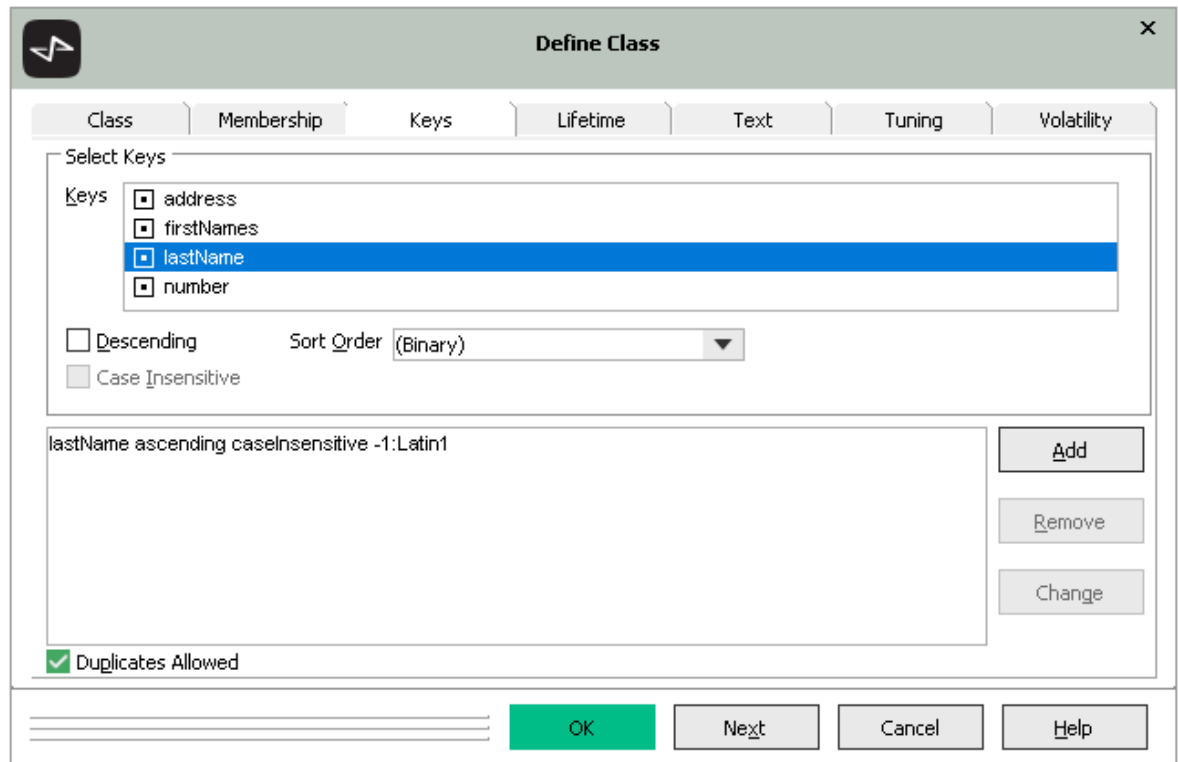 Define Class
Class Membership Keys Lifetime Text Tuning Volatility
Select Keys
Keys
address
firstNames
lastName
number
Descending Sort Order (Binary)
Case Insensitive
lastName ascending caseInsensitive -1:Latin1
Add
Remove
Change
Duplicates Allowed
OK Next Cancel Help